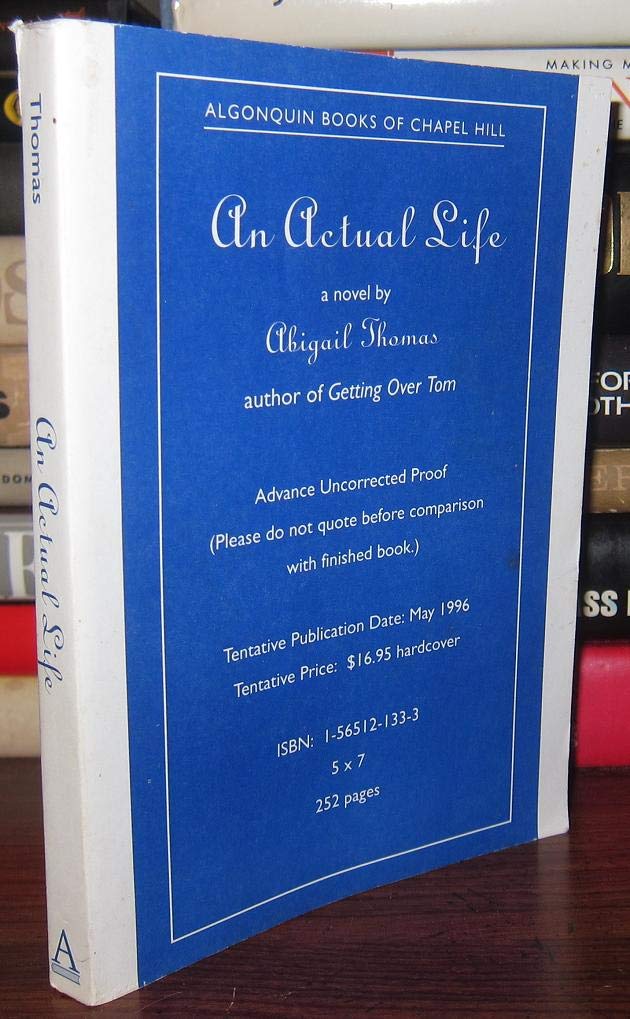 ALGONQUIN BOOKS OF CHAPEL HILL
An Actual Life
a novel by
Abigail Thomas
author of Getting Over Tom
Advance Uncorrected Proof
(Please do not quote before comparison
with finished book.)
Tentative Publication Date: May 1996
Tentative Price: $16.95 hardcover
ISBN: 1-56512-133-3
5 x 7
252 pages
Thomas
An Actual Life
A
MAKING M
SS